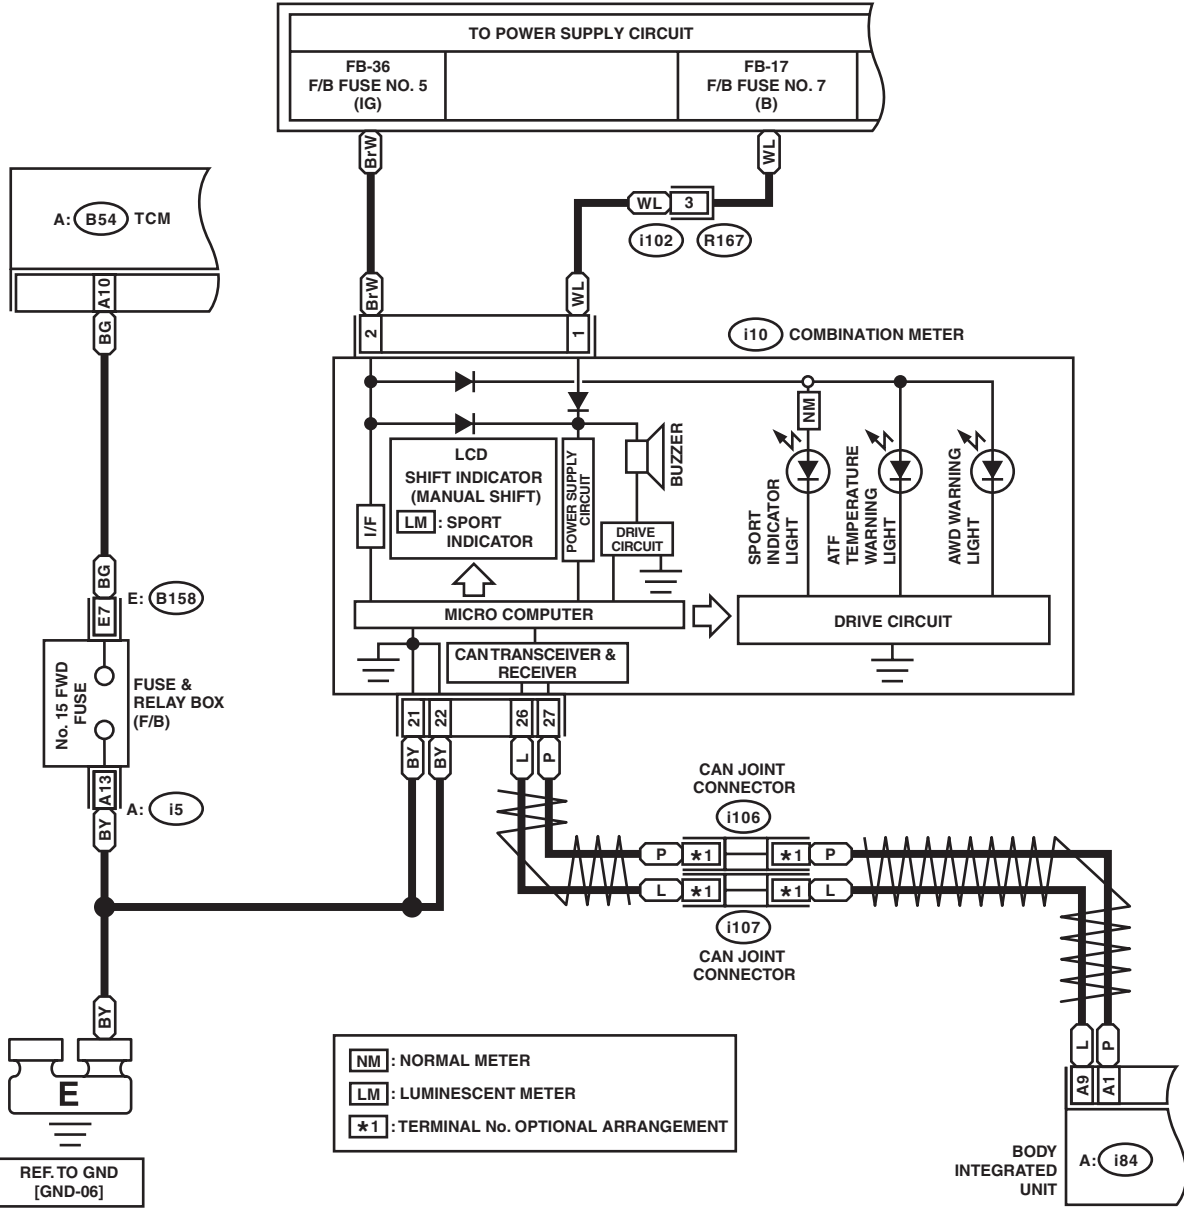 TO POWER SUPPLY CIRCUIT
FB-36
F/B FUSE NO. 5
(IG)
FB-17
F/B FUSE NO. 7
(B)
BrW
WL
WL
3
i102
R167
A:
B54
TCM
A10
BG
BrW
WL
2
1
i10
COMBINATION METER
LCD
SHIFT INDICATOR
(MANUAL SHIFT)
LM
: SPORT
INDICATOR
I/F
POWER SUPPLY
CIRCUIT
BUZZER
DRIVE
CIRCUIT
NM
SPORT
INDICATOR
LIGHT
ATF
TEMPERATURE
WARNING
LIGHT
AWD WARNING
LIGHT
MICRO COMPUTER
DRIVE CIRCUIT
CAN TRANSCEIVER &
RECEIVER
BG
E7
E:
B158
No. 15 FWD
FUSE
FUSE &
RELAY BOX
(F/B)
A13
A:
i5
BY
21
22
26
27
BY
BY
L
P
CAN JOINT
CONNECTOR
i106
P
*1
*1
P
L
*1
*1
L
i107
CAN JOINT
CONNECTOR
BY
E
REF. TO GND
[GND-06]
NM
: NORMAL METER
LM
: LUMINESCENT METER
*1
: TERMINAL No. OPTIONAL ARRANGEMENT
L
P
A9
A1
BODY
INTEGRATED
UNIT
A:
i84